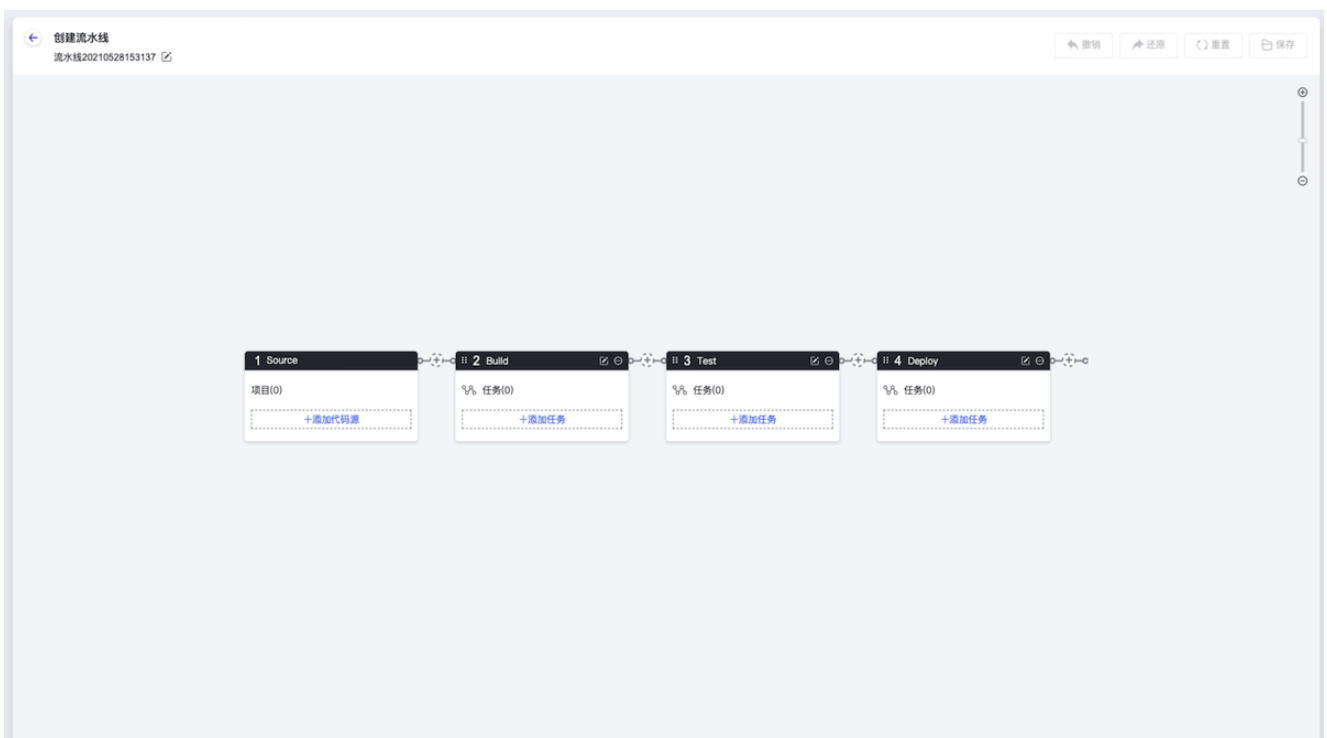 创建流水线
流水线20210528153137
撤销 还原 重置 保存
1 Source
项目(0)
+添加代码源
2 Build
任务(0)
+添加任务
3 Test
任务(0)
+添加任务
4 Deploy
任务(0)
+添加任务